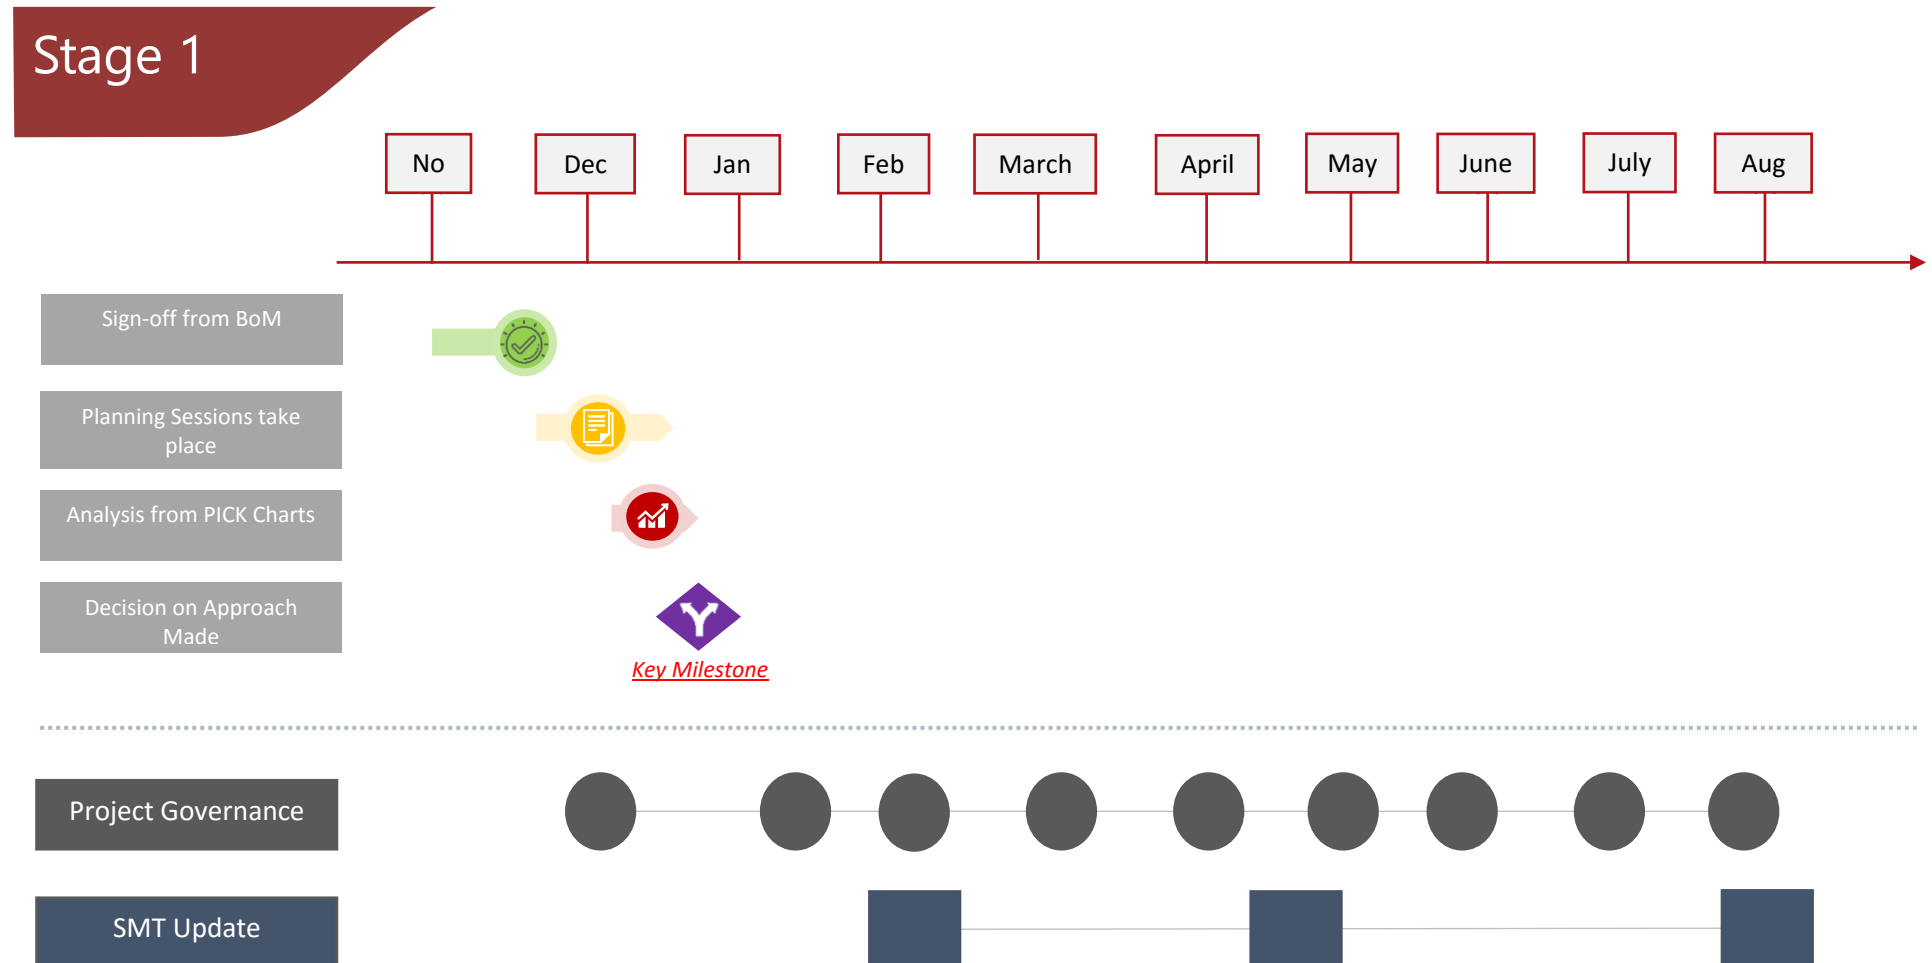 Stage 1
No
Dec
Jan
Feb
March
April
May
June
July
Aug
Sign-off from BoM
Planning Sessions take
place
Analysis from PICK Charts
Decision on Approach
Made
Key Milestone
Project Governance
SMT Update